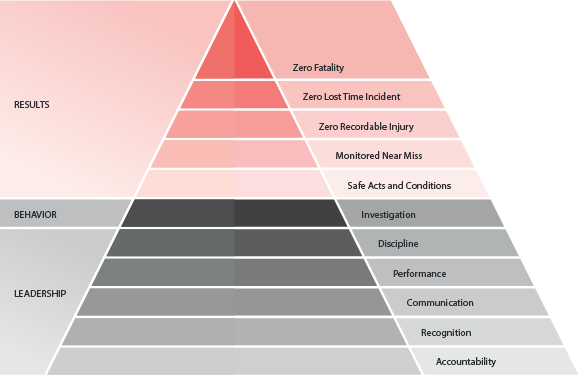 Zero Fatality
Zero Lost Time Incident
RESULTS
Zero Recordable Injury
Monitored Near Miss
Safe Acts and Conditions
BEHAVIOR
Investigation
Discipline
Performance
LEADERSHIP
Communication
Recognition
Accountability